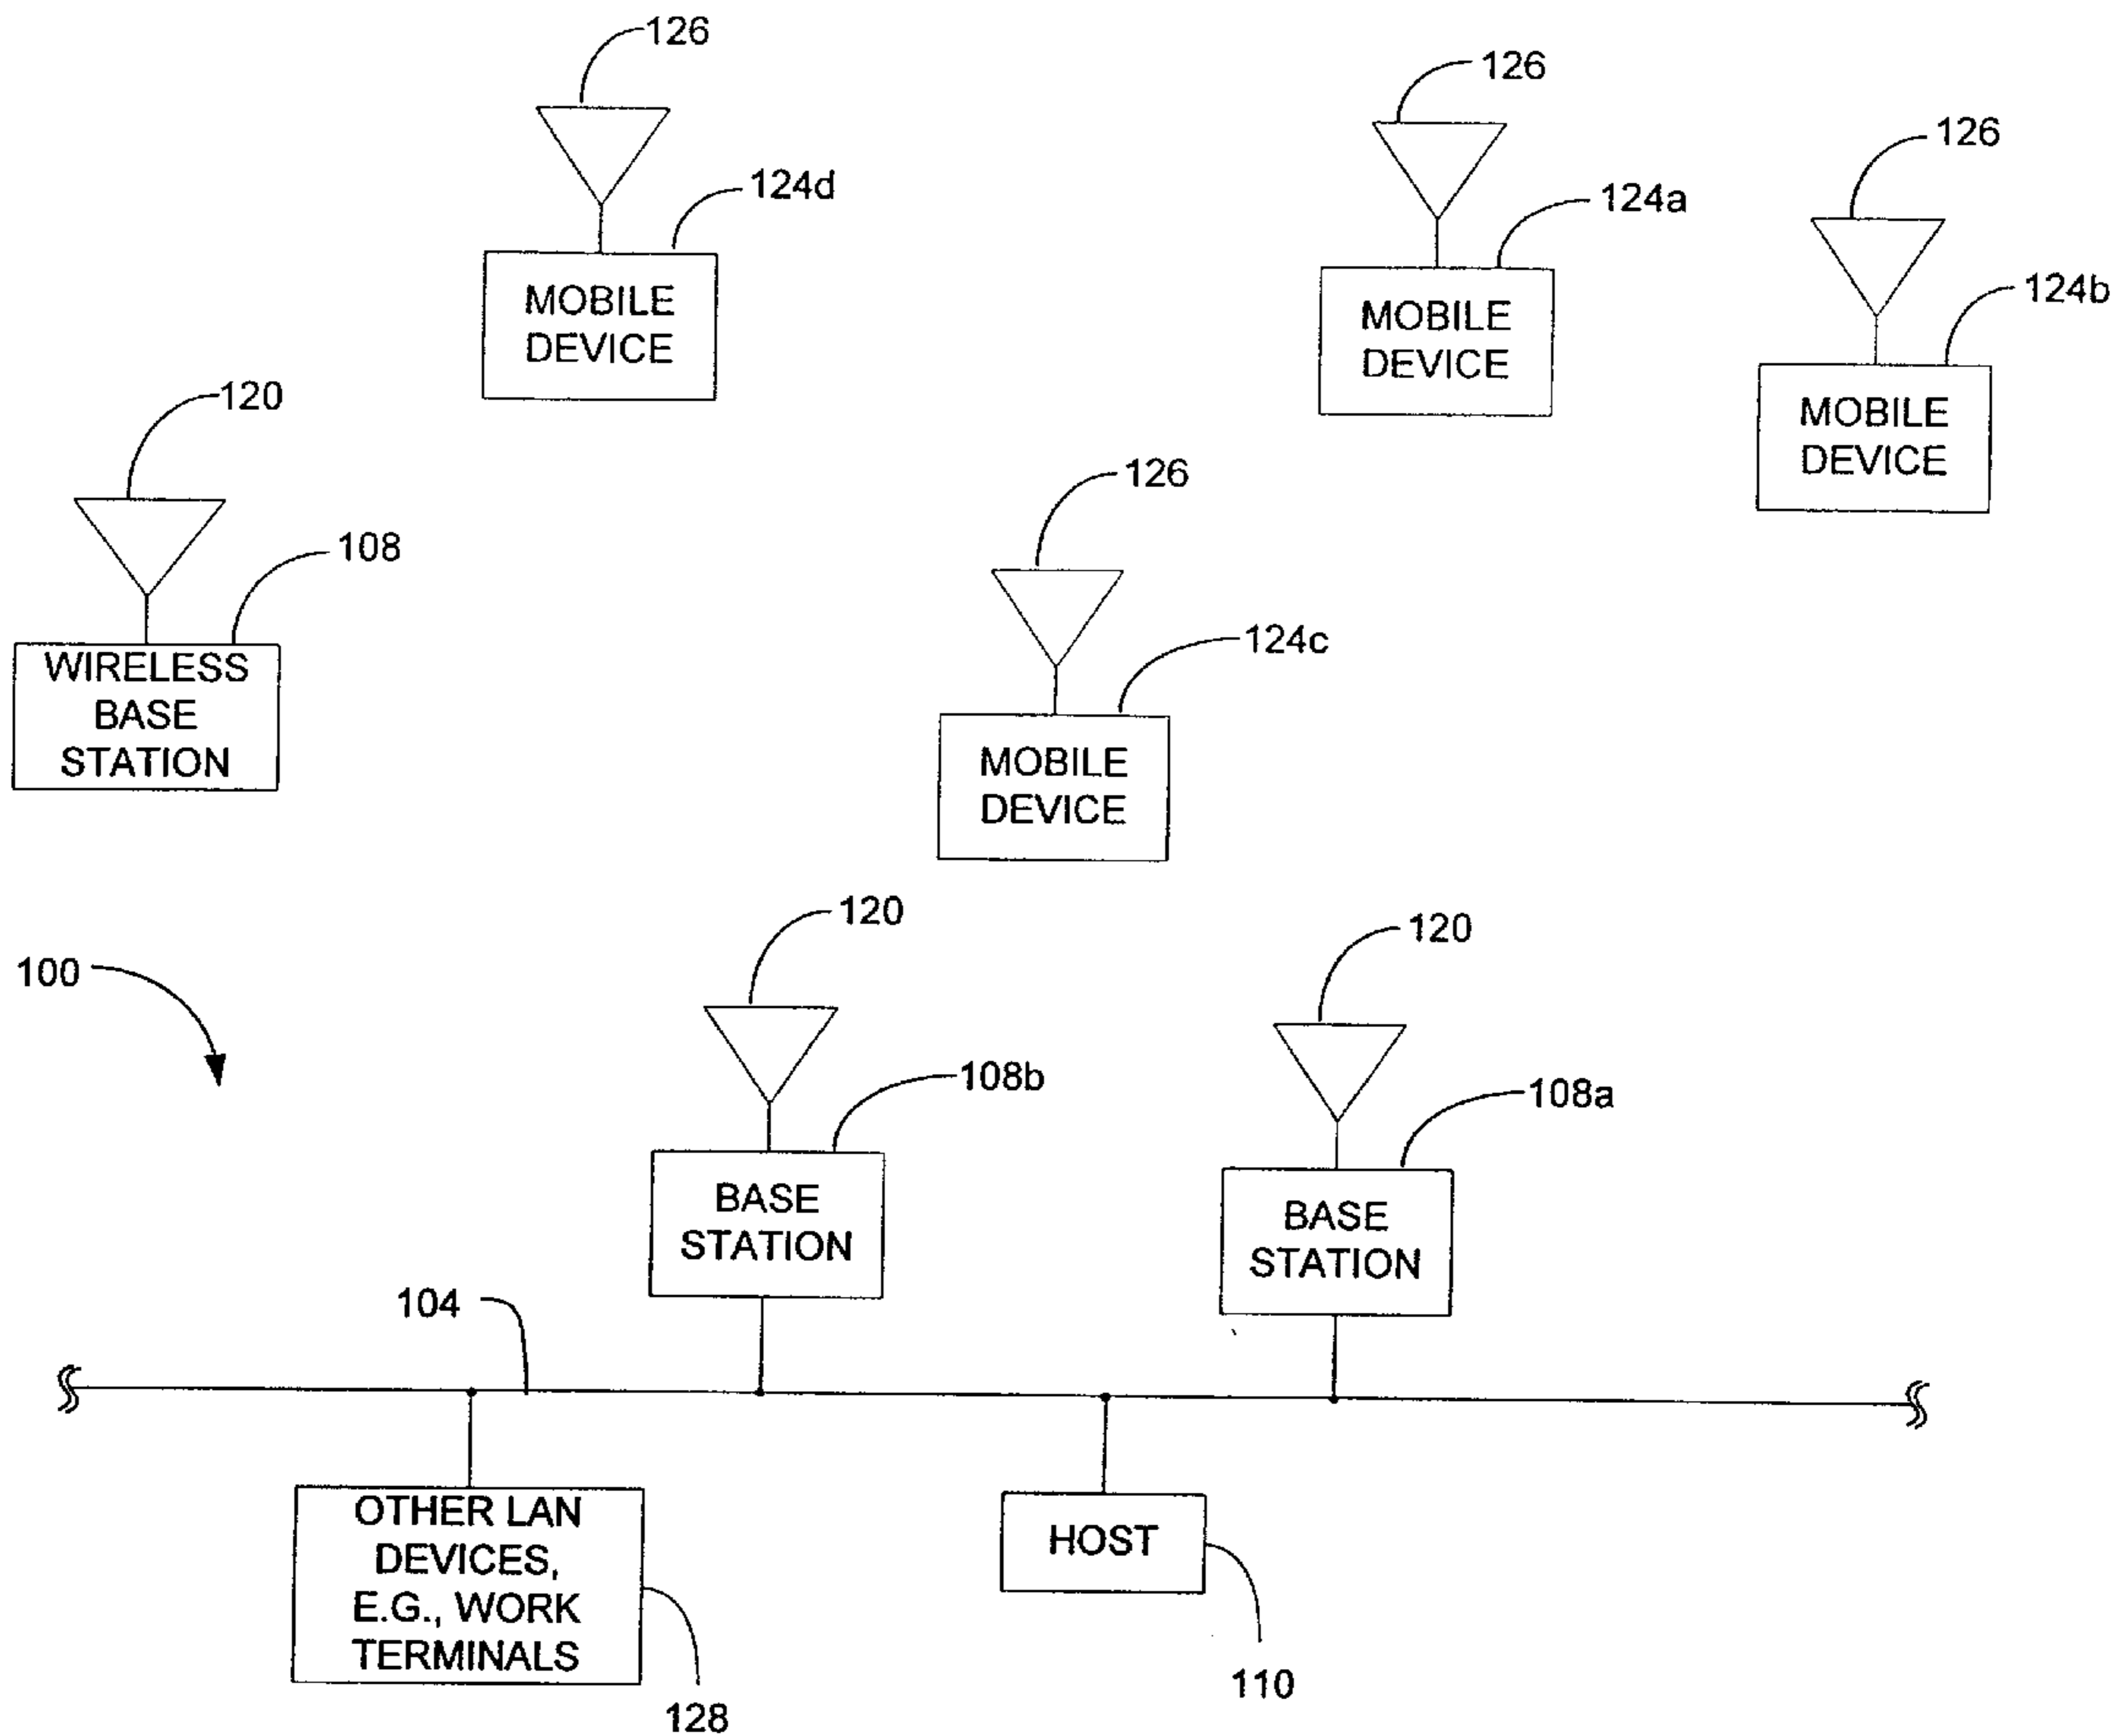 126
126
126
124d
124a
124b
MOBILE
DEVICE
MOBILE
DEVICE
MOBILE
DEVICE
120
126
108
124c
WIRELESS
BASE
STATION
MOBILE
DEVICE
120
120
100
108b
108a
BASE
STATION
BASE
STATION
104
OTHER LAN
DEVICES,
E.G., WORK
TERMINALS
HOST
128
110